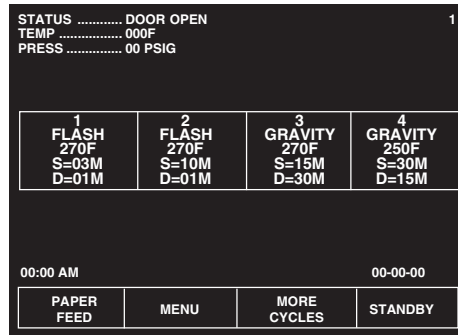 STATUS ............ DOOR OPEN 1
TEMP ................. 000F
PRESS ............... 00 PSIG
1 2 3 4
FLASH FLASH GRAVITY GRAVITY
270F 270F 270F 250F
S=03M S=10M S=15M S=30M
D=01M D=01M D=30M D=15M
00:00 AM 00-00-00
PAPER FEED MENU MORE CYCLES STANDBY